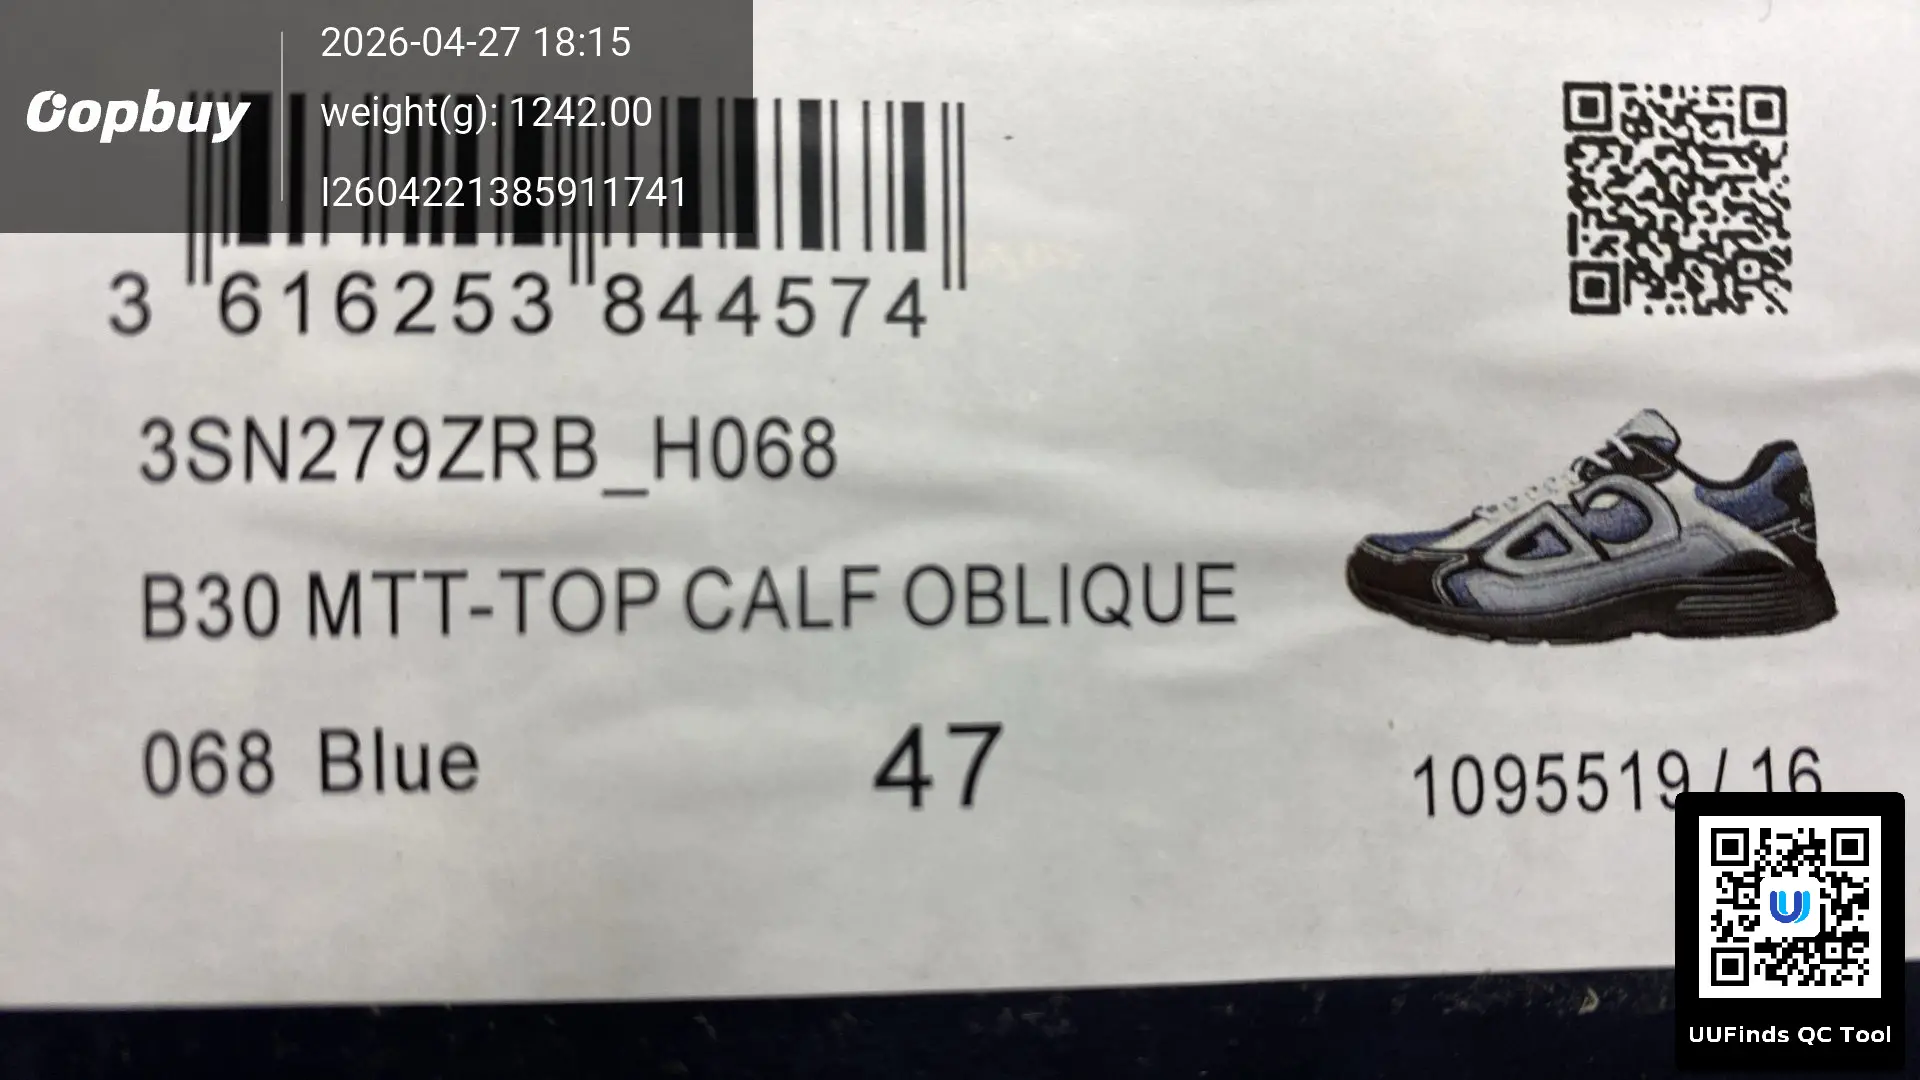 oopbuy
2026-04-27 18:15
weight(g): 1242.00
I2604221385911741
3 616253 844574
3SN279ZRB_H068
B30 MTT-TOP CALF OBLIQUE
068 Blue
47
1095519 / 16
UUFinds QC Tool